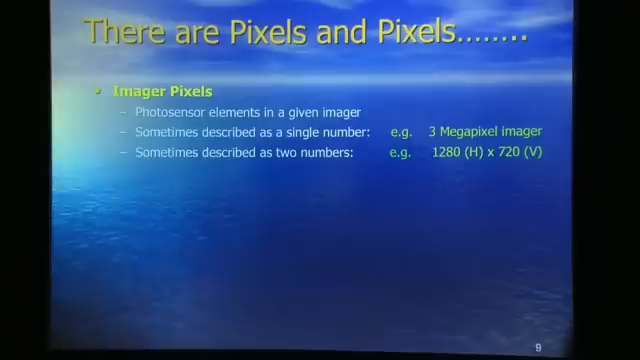 There are Pixels and Pixels……..
• Imager Pixels
– Photosensor elements in a given imager
– Sometimes described as a single number: e.g. 3 Megapixel imager
– Sometimes described as two numbers: e.g. 1280 (H) x 720 (V)
9